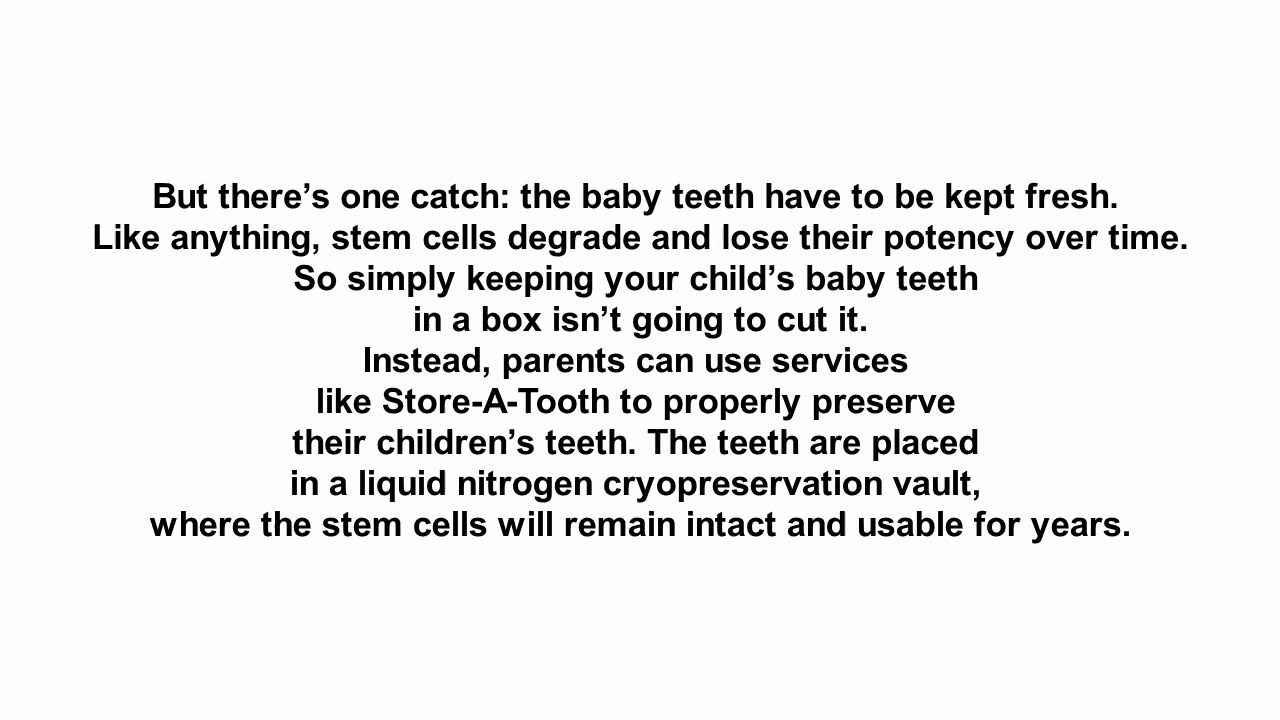 But there’s one catch: the baby teeth have to be kept fresh.
Like anything, stem cells degrade and lose their potency over time.
So simply keeping your child’s baby teeth
in a box isn’t going to cut it.
Instead, parents can use services
like Store-A-Tooth to properly preserve
their children’s teeth. The teeth are placed
in a liquid nitrogen cryopreservation vault,
where the stem cells will remain intact and usable for years.